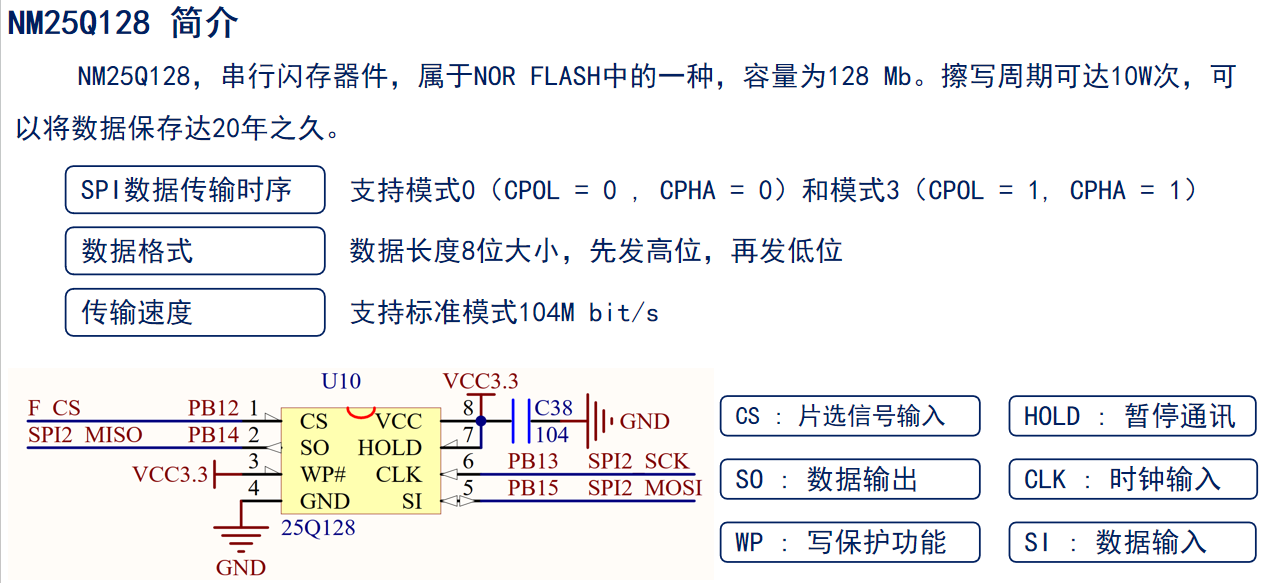 NM25Q128 简介
NM25Q128，串行闪存器件，属于NOR FLASH中的一种，容量为128 Mb。擦写周期可达10W次，可
以将数据保存达20年之久。
SPI数据传输时序 支持模式0（CPOL = 0 , CPHA = 0）和模式3（CPOL = 1, CPHA = 1）
数据格式 数据长度8位大小，先发高位，再发低位
传输速度 支持标准模式104M bit/s
U10 VCC3.3
F_CS PB12 1 CS VCC 8 C38 GND
SPI2_MISO PB14 2 SO HOLD 7 104
VCC3.3 3 WP# CLK 6 PB13 SPI2_SCK
4 GND SI 5 PB15 SPI2_MOSI
25Q128
GND
CS : 片选信号输入 HOLD : 暂停通讯
SO : 数据输出 CLK : 时钟输入
WP : 写保护功能 SI : 数据输入